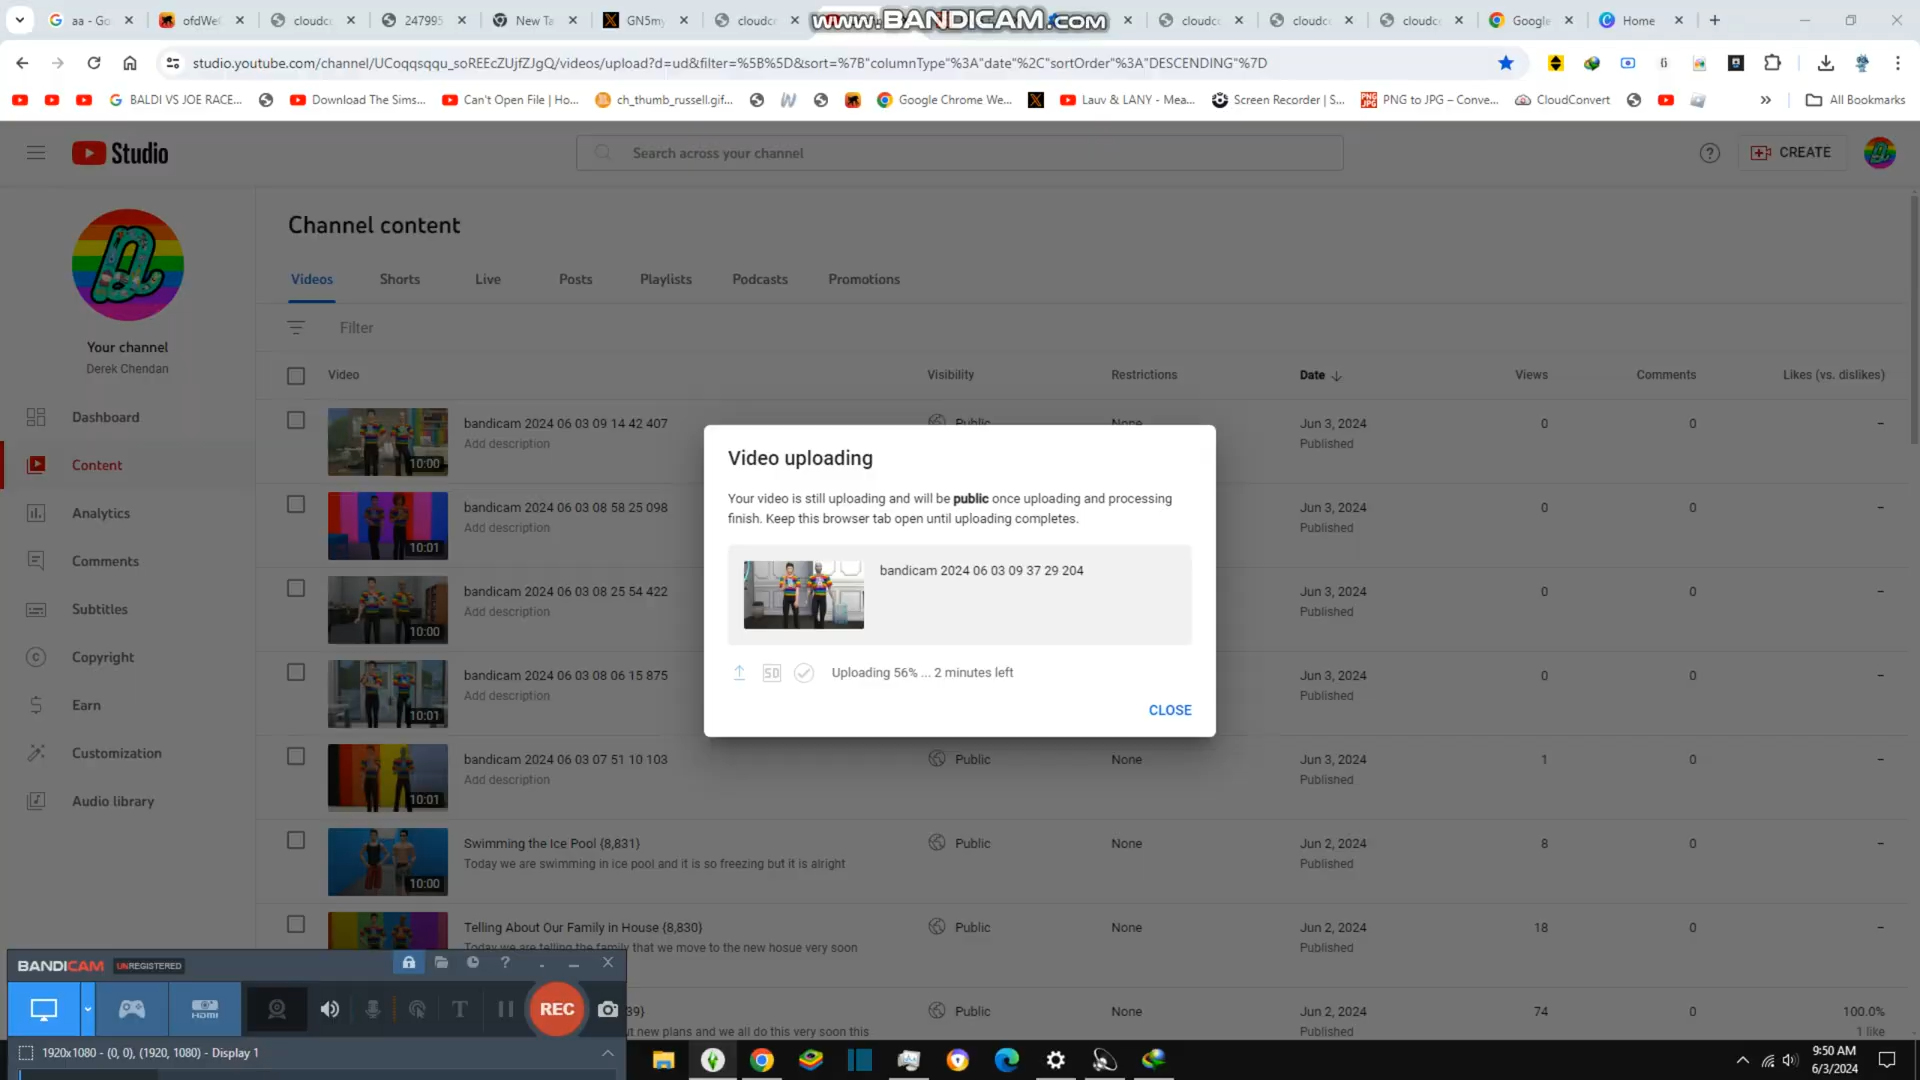 aa - Go
ofdWe
cloudc
247995
New Ta
GN5my
cloudc
www.BANDICAM.com
cloudc
cloudc
cloudc
Google
Home
studio.youtube.com/channel/UCoqqsqqu_soREEcZUjfZJgQ/videos/upload?d=ud&filter=%5B%5D&sort=%7B"columnType"%3A"date"%2C"sortOrder"%3A"DESCENDING"%7D
BALDI VS JOE RACE...
Download The Sims...
Can't Open File | Ho...
ch_thumb_russell.gif...
Google Chrome We...
Lauv & LANY - Mea...
Screen Recorder | S...
PNG to JPG – Conve...
CloudConvert
All Bookmarks
Studio
Search across your channel
CREATE
Channel content
Videos
Shorts
Live
Posts
Playlists
Podcasts
Promotions
Filter
Your channel
Derek Chendan
Dashboard
Content
Analytics
Comments
Subtitles
Copyright
Earn
Customization
Audio library
Video
Visibility
Restrictions
Date
Views
Comments
Likes (vs. dislikes)
10:00
bandicam 2024 06 03 09 14 42 407
Add description
Public
None
Jun 3, 2024
Published
0
0
–
10:01
bandicam 2024 06 03 08 58 25 098
Add description
Jun 3, 2024
Published
0
0
–
10:00
bandicam 2024 06 03 08 25 54 422
Add description
Jun 3, 2024
Published
0
0
–
10:01
bandicam 2024 06 03 08 06 15 875
Add description
Jun 3, 2024
Published
0
0
–
10:01
bandicam 2024 06 03 07 51 10 103
Add description
Public
None
Jun 3, 2024
Published
1
0
–
10:00
Swimming the Ice Pool {8,831}
Today we are swimming in ice pool and it is so freezing but it is alright
Public
None
Jun 2, 2024
Published
8
0
–
Telling About Our Family in House {8,830}
Today we are telling the family that we move to the new hosue very soon
Public
None
Jun 2, 2024
Published
18
0
–
39}
ut new plans and we all do this very soon this
Public
None
Jun 2, 2024
Published
74
0
100.0%
1 like
Video uploading
Your video is still uploading and will be public once uploading and processing
finish. Keep this browser tab open until uploading completes.
bandicam 2024 06 03 09 37 29 204
SD
Uploading 56% ... 2 minutes left
CLOSE
BANDICAM
UNREGISTERED
HDMI
REC
1920x1080 - (0, 0), (1920, 1080) - Display 1
9:50 AM
6/3/2024